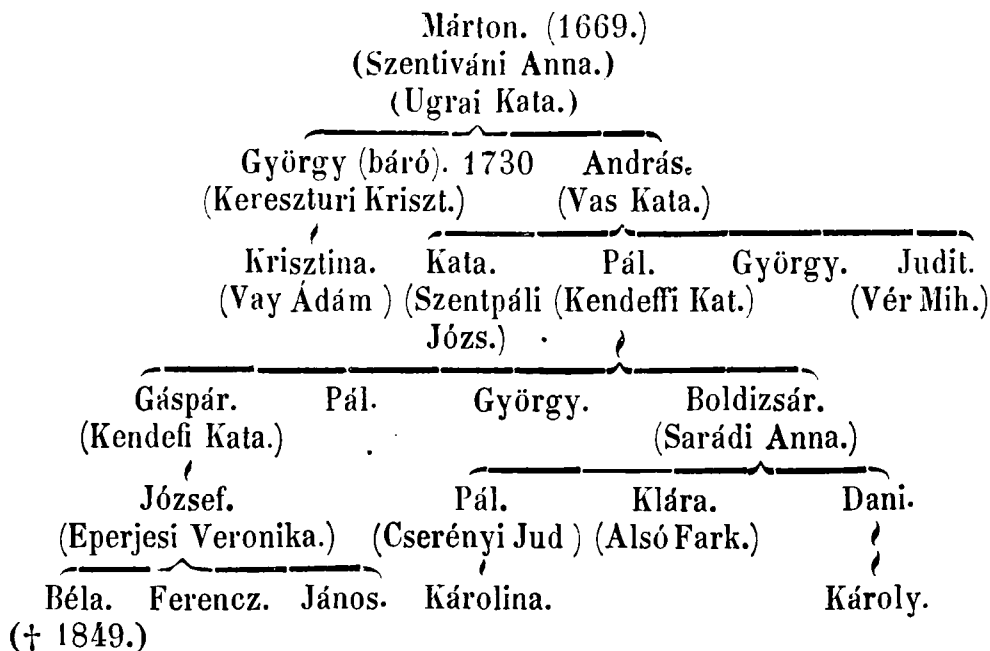 Márton. (1669.)
(Szentiváni Anna.)
(Ugrai Kata.)
György (báró). 1730 András.
(Kereszturi Kriszt.) (Vas Kata.)
Krisztina. Kata. Pál. György. Judit.
(Vay Ádám ) (Szentpáli (Kendeffi Kat.) (Vér Mih.)
Józs.)
Gáspár. Pál. György. Boldizsár.
(Kendefi Kata.) (Sarádi Anna.)
József. Pál. Klára. Dani.
(Eperjesi Veronika.) (Cserényi Jud ) (Alsó Fark.)
Béla. Ferencz. János. Károlina. Károly.
(† 1849.)